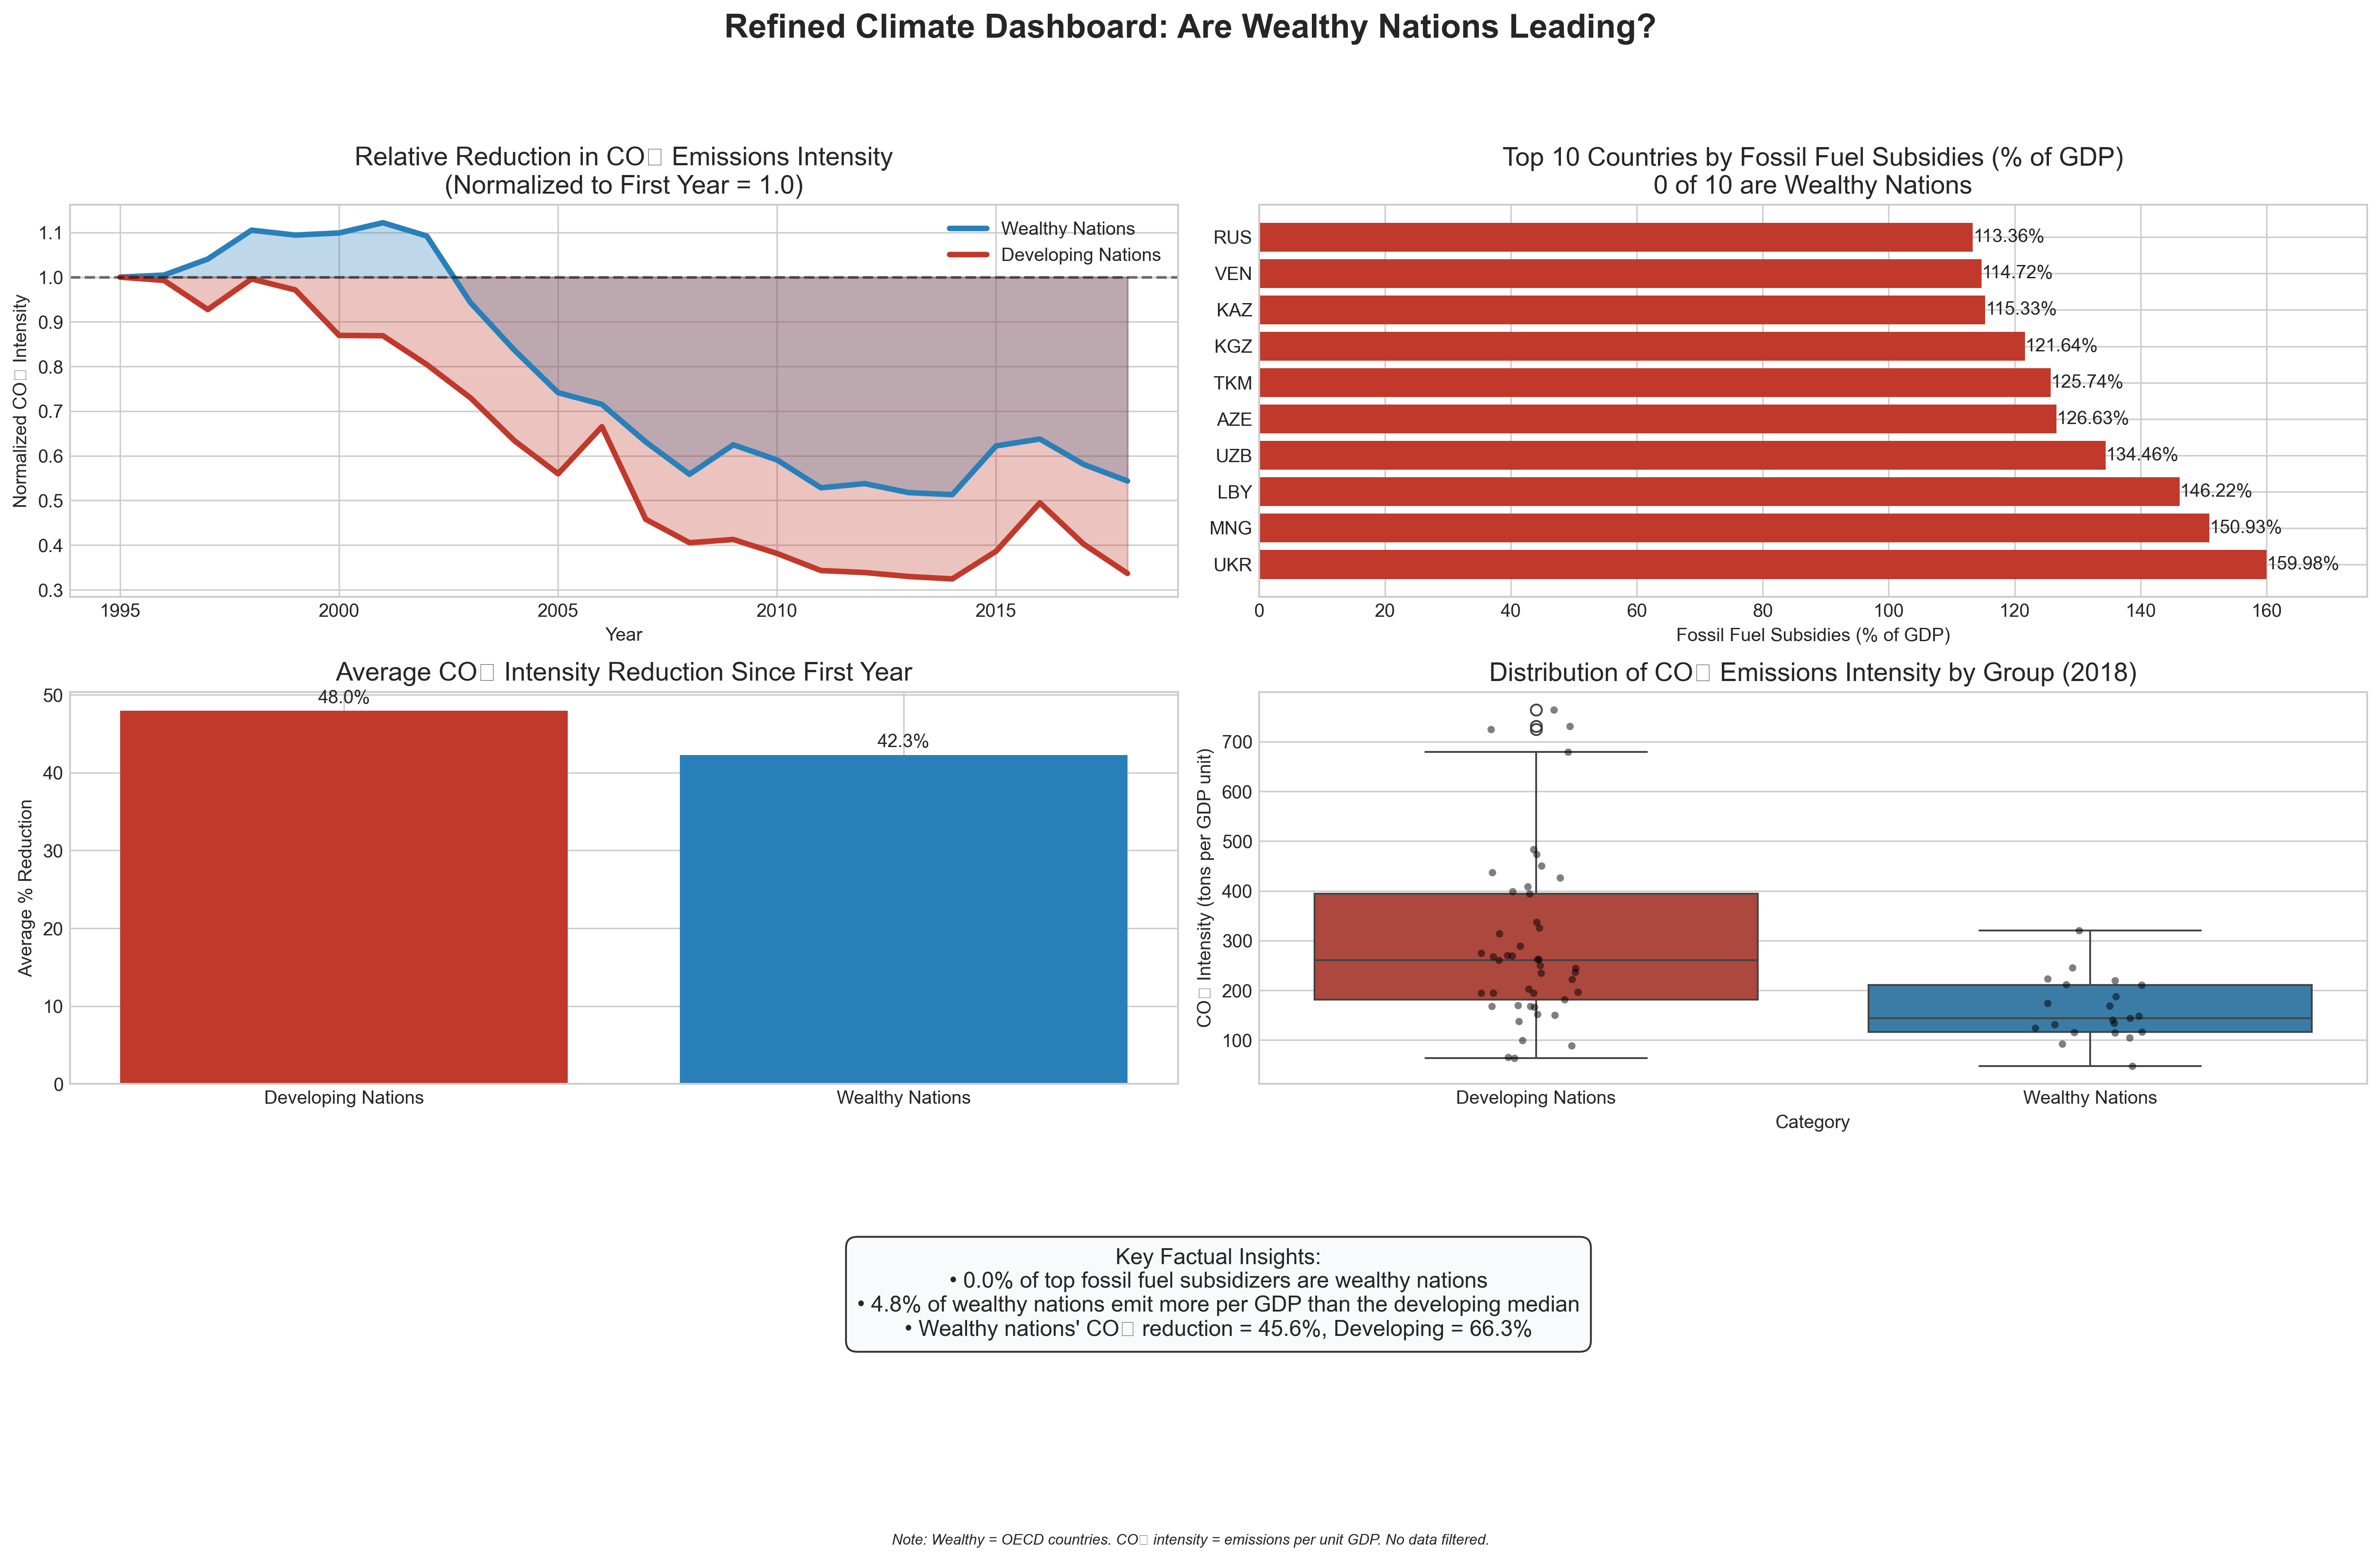 Refined Climate Dashboard: Are Wealthy Nations Leading?
Relative Reduction in CO□ Emissions Intensity
(Normalized to First Year = 1.0)
Normalized CO□ Intensity
1.1
1.0
0.9
0.8
0.7
0.6
0.5
0.4
0.3
Wealthy Nations
Developing Nations
1995
2000
2005
2010
2015
Year
Top 10 Countries by Fossil Fuel Subsidies (% of GDP)
0 of 10 are Wealthy Nations
RUS 113.36%
VEN 114.72%
KAZ 115.33%
KGZ 121.64%
TKM 125.74%
AZE 126.63%
UZB 134.46%
LBY 146.22%
MNG 150.93%
UKR 159.98%
0 20 40 60 80 100 120 140 160
Fossil Fuel Subsidies (% of GDP)
Average CO□ Intensity Reduction Since First Year
Average % Reduction
50
40
30
20
10
0
48.0%
42.3%
Developing Nations
Wealthy Nations
Distribution of CO□ Emissions Intensity by Group (2018)
CO□ Intensity (tons per GDP unit)
700
600
500
400
300
200
100
Developing Nations
Wealthy Nations
Category
Key Factual Insights:
• 0.0% of top fossil fuel subsidizers are wealthy nations
• 4.8% of wealthy nations emit more per GDP than the developing median
• Wealthy nations' CO□ reduction = 45.6%, Developing = 66.3%
Note: Wealthy = OECD countries. CO□ intensity = emissions per unit GDP. No data filtered.